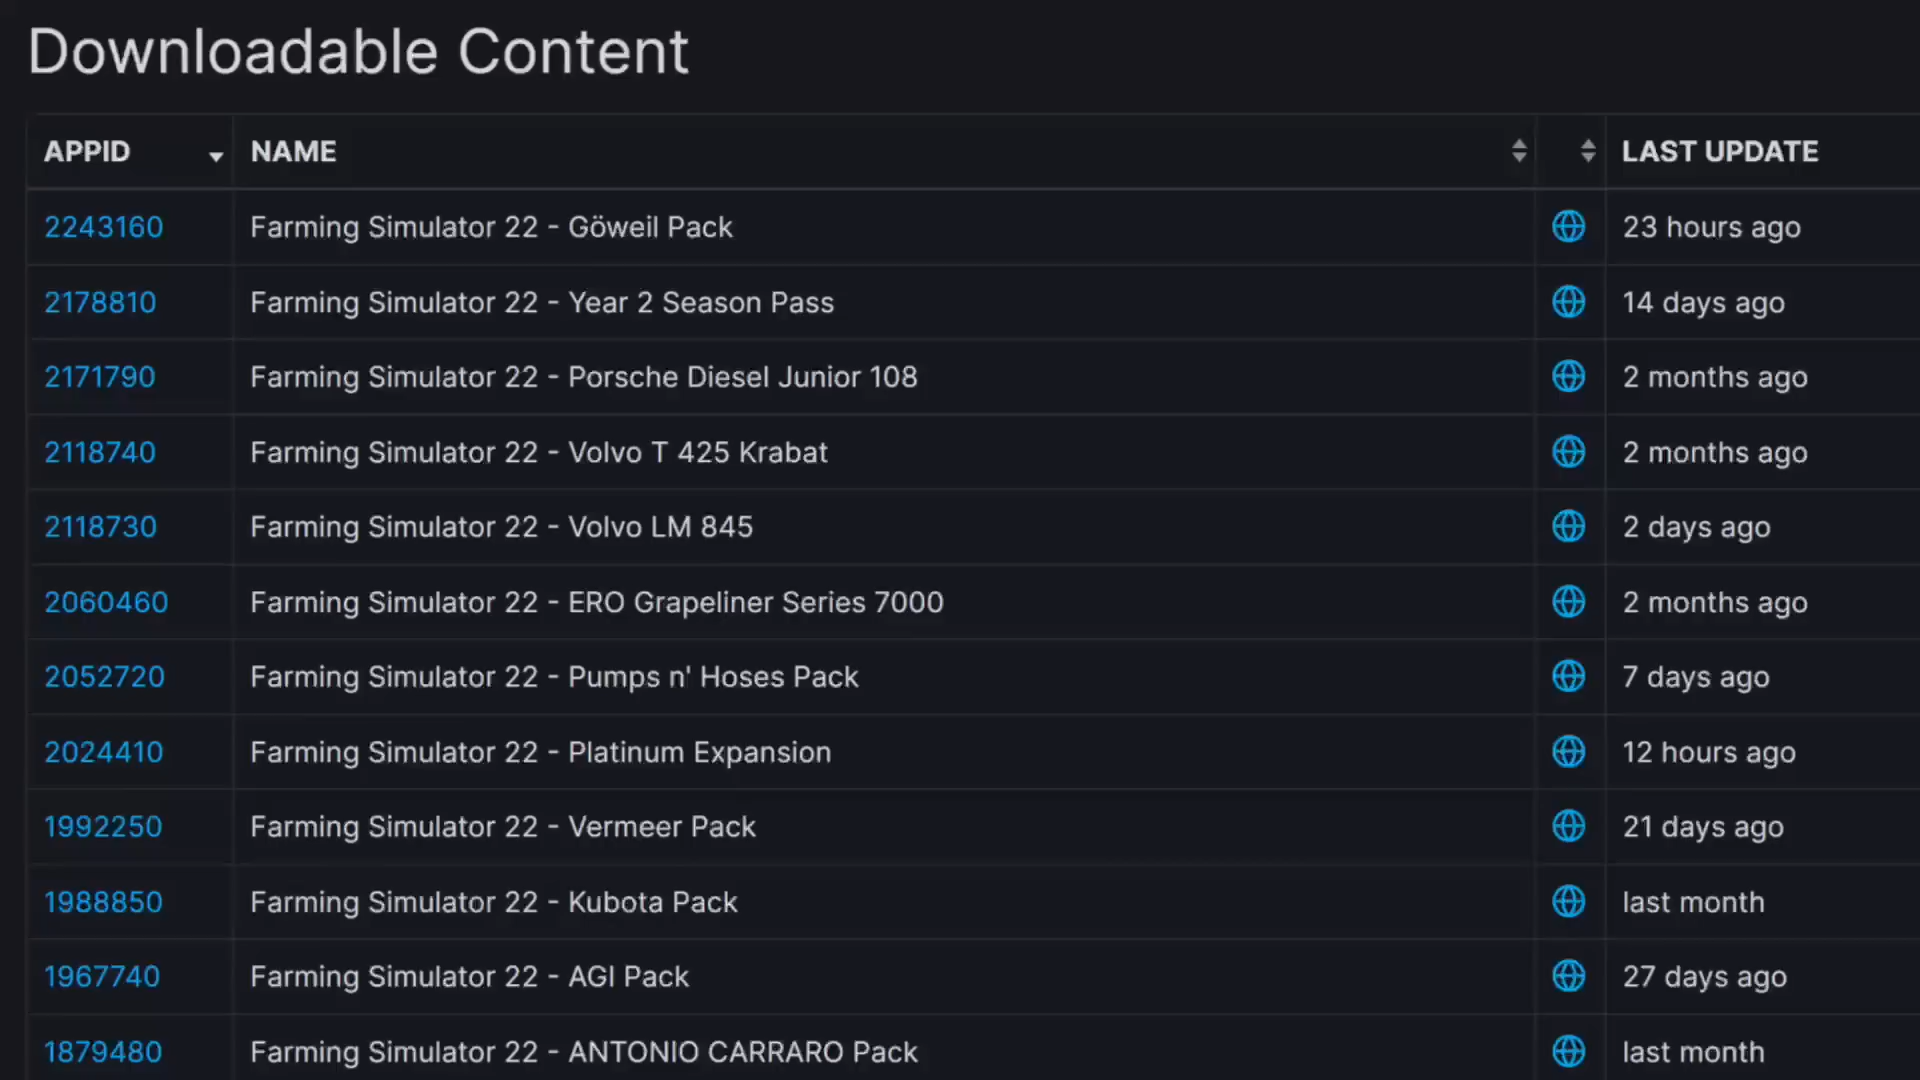 Downloadable Content
APPID NAME LAST UPDATE
2243160 Farming Simulator 22 - Göweil Pack 23 hours ago
2178810 Farming Simulator 22 - Year 2 Season Pass 14 days ago
2171790 Farming Simulator 22 - Porsche Diesel Junior 108 2 months ago
2118740 Farming Simulator 22 - Volvo T 425 Krabat 2 months ago
2118730 Farming Simulator 22 - Volvo LM 845 2 days ago
2060460 Farming Simulator 22 - ERO Grapeliner Series 7000 2 months ago
2052720 Farming Simulator 22 - Pumps n' Hoses Pack 7 days ago
2024410 Farming Simulator 22 - Platinum Expansion 12 hours ago
1992250 Farming Simulator 22 - Vermeer Pack 21 days ago
1988850 Farming Simulator 22 - Kubota Pack last month
1967740 Farming Simulator 22 - AGI Pack 27 days ago
1879480 Farming Simulator 22 - ANTONIO CARRARO Pack last month